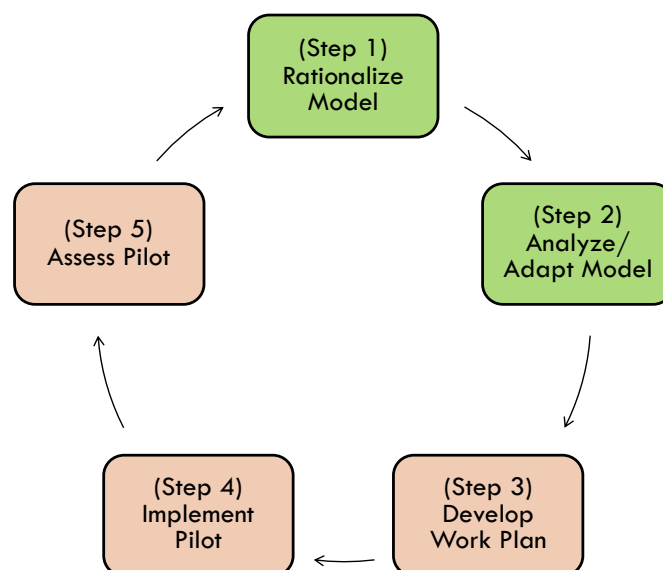 (Step 1)
Rationalize
Model
(Step 2)
Analyze/
Adapt Model
(Step 3)
Develop
Work Plan
(Step 4)
Implement
Pilot
(Step 5)
Assess Pilot